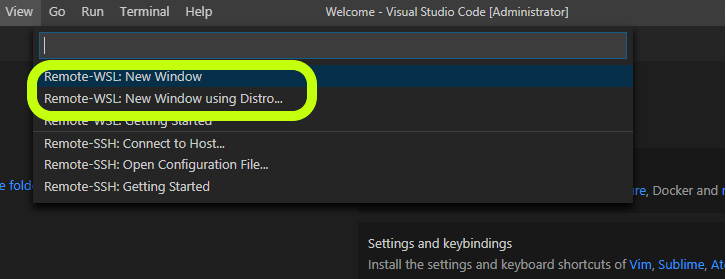 View Go Run Terminal Help Welcome - Visual Studio Code [Administrator]
Remote-WSL: New Window
Remote-WSL: New Window using Distro...
Remote-WSL: Getting Started
Remote-SSH: Connect to Host...
Remote-SSH: Open Configuration File...
Remote-SSH: Getting Started
e folde
re, Docker and
Settings and keybindings
Install the settings and keyboard shortcuts of Vim, Sublime, Ato